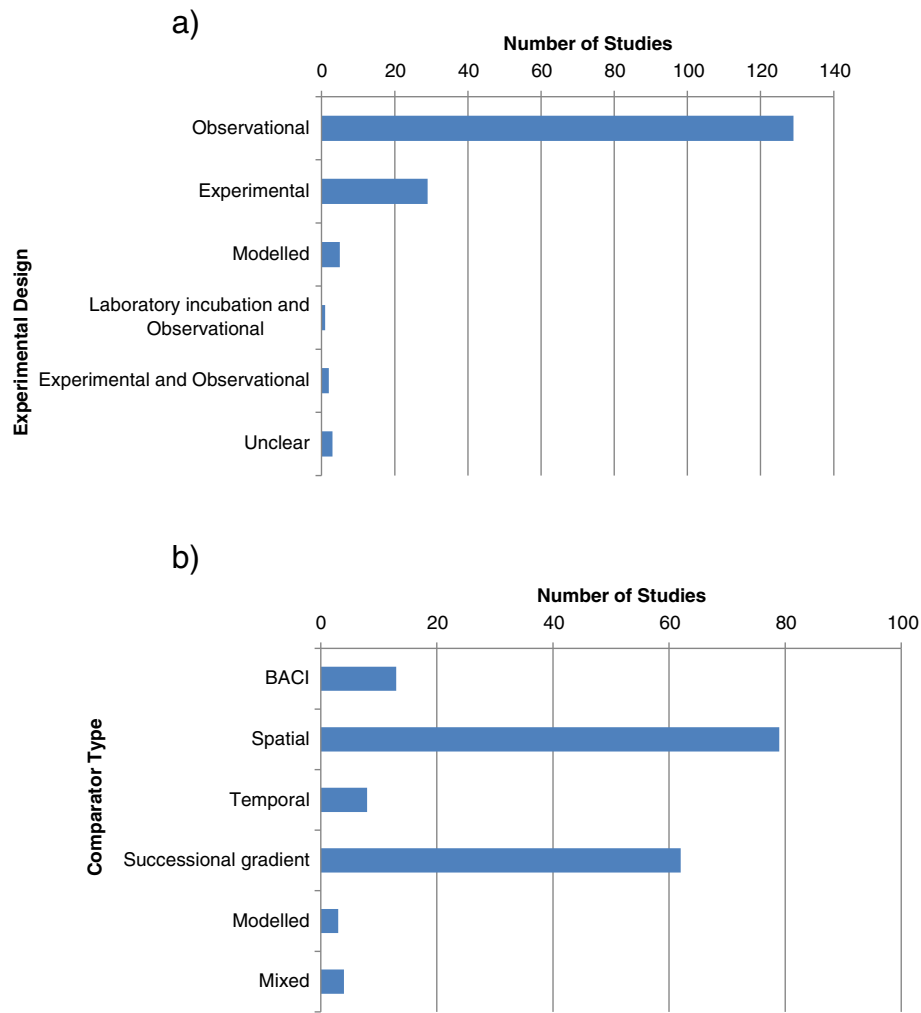 a)
Number of Studies
0 20 40 60 80 100 120 140
Observational
Experimental
Modelled
Laboratory incubation and
Observational
Experimental and Observational
Unclear
Experimental Design
b)
Number of Studies
0 20 40 60 80 100
BACI
Spatial
Temporal
Successional gradient
Modelled
Mixed
Comparator Type